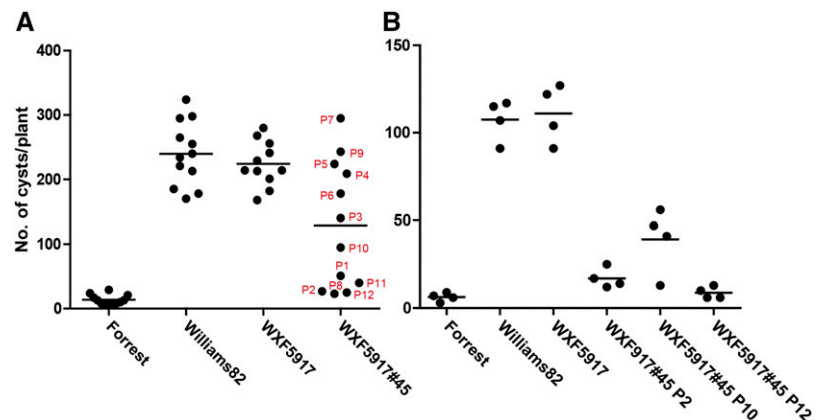 A
No. of cysts/plant
400
300
200
100
0
P7
P9
P5
P4
P6
P3
P10
P1
P11
P2
P8
P12
Forrest
Williams82
WXF5917
WXF5917#45
B
150
100
50
0
Forrest
Williams82
WXF5917
WXF917#45 P2
WXF5917#45 P10
WXF5917#45 P12